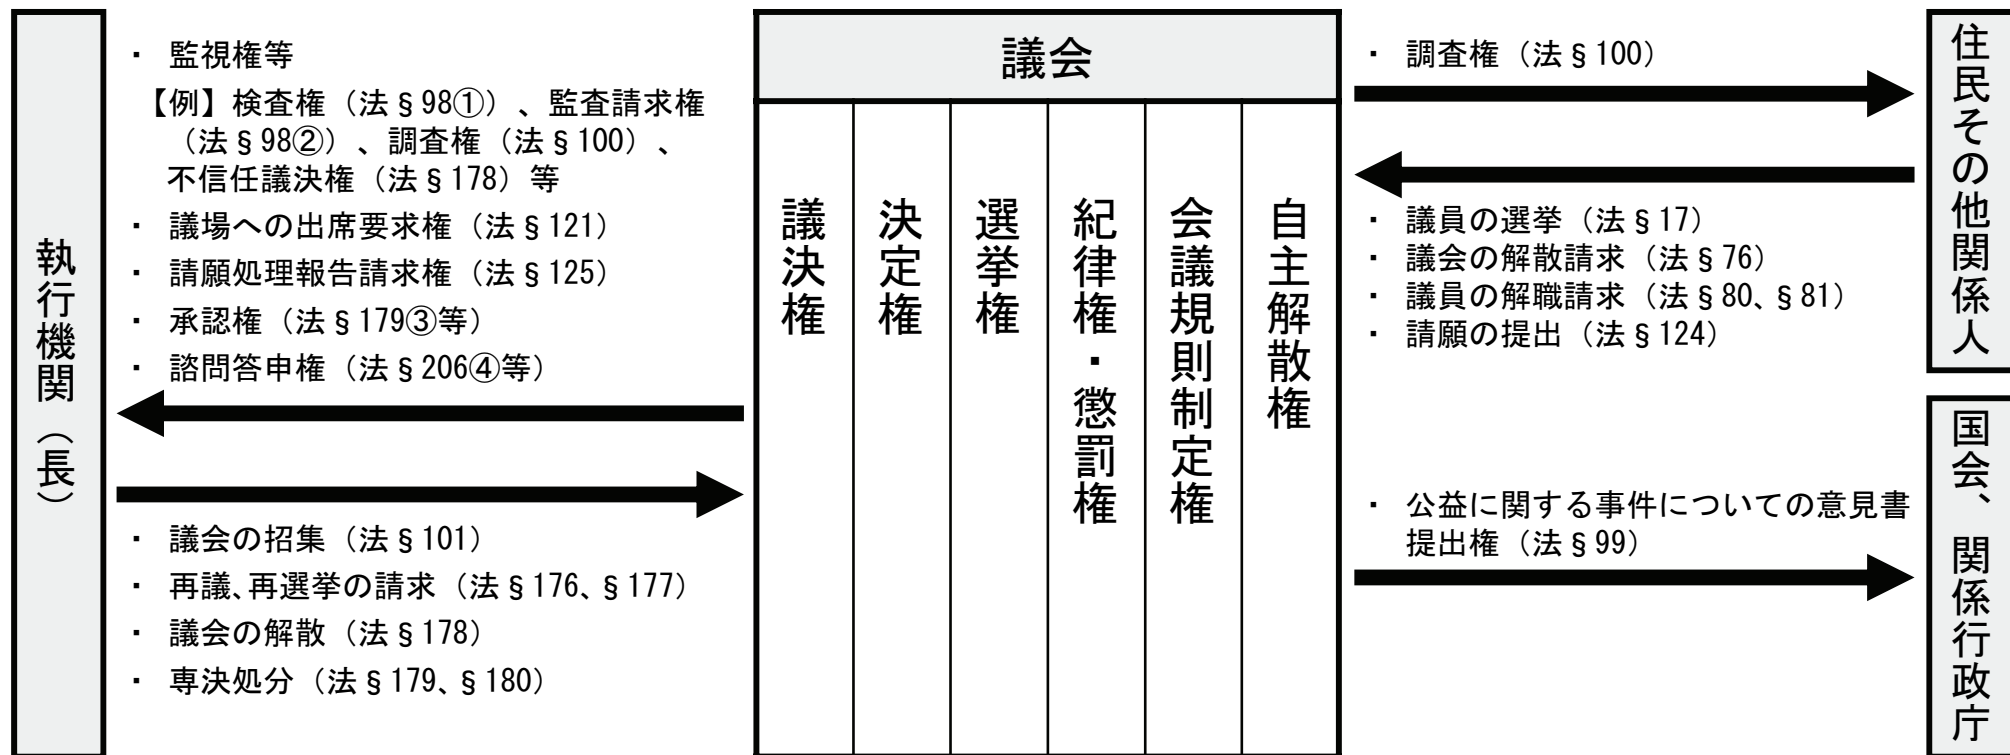 執行機関（長）
・ 監視権等
【例】検査権（法§98①）、監査請求権
（法§98②）、調査権（法§100）、
不信任議決権（法§178）等
・ 議場への出席要求権（法§121）
・ 請願処理報告請求権（法§125）
・ 承認権（法§179③等）
・ 諮問答申権（法§206④等）
・ 議会の招集（法§101）
・ 再議、再選挙の請求（法§176、§177）
・ 議会の解散（法§178）
・ 専決処分（法§179、§180）
議会
議決権
決定権
選挙権
紀律権・懲罰権
会議規則制定権
自主解散権
・ 調査権（法§100）
・ 議員の選挙（法§17）
・ 議会の解散請求（法§76）
・ 議員の解職請求（法§80、§81）
・ 請願の提出（法§124）
・ 公益に関する事件についての意見書
提出権（法§99）
住民その他関係人
国会、関係行政庁